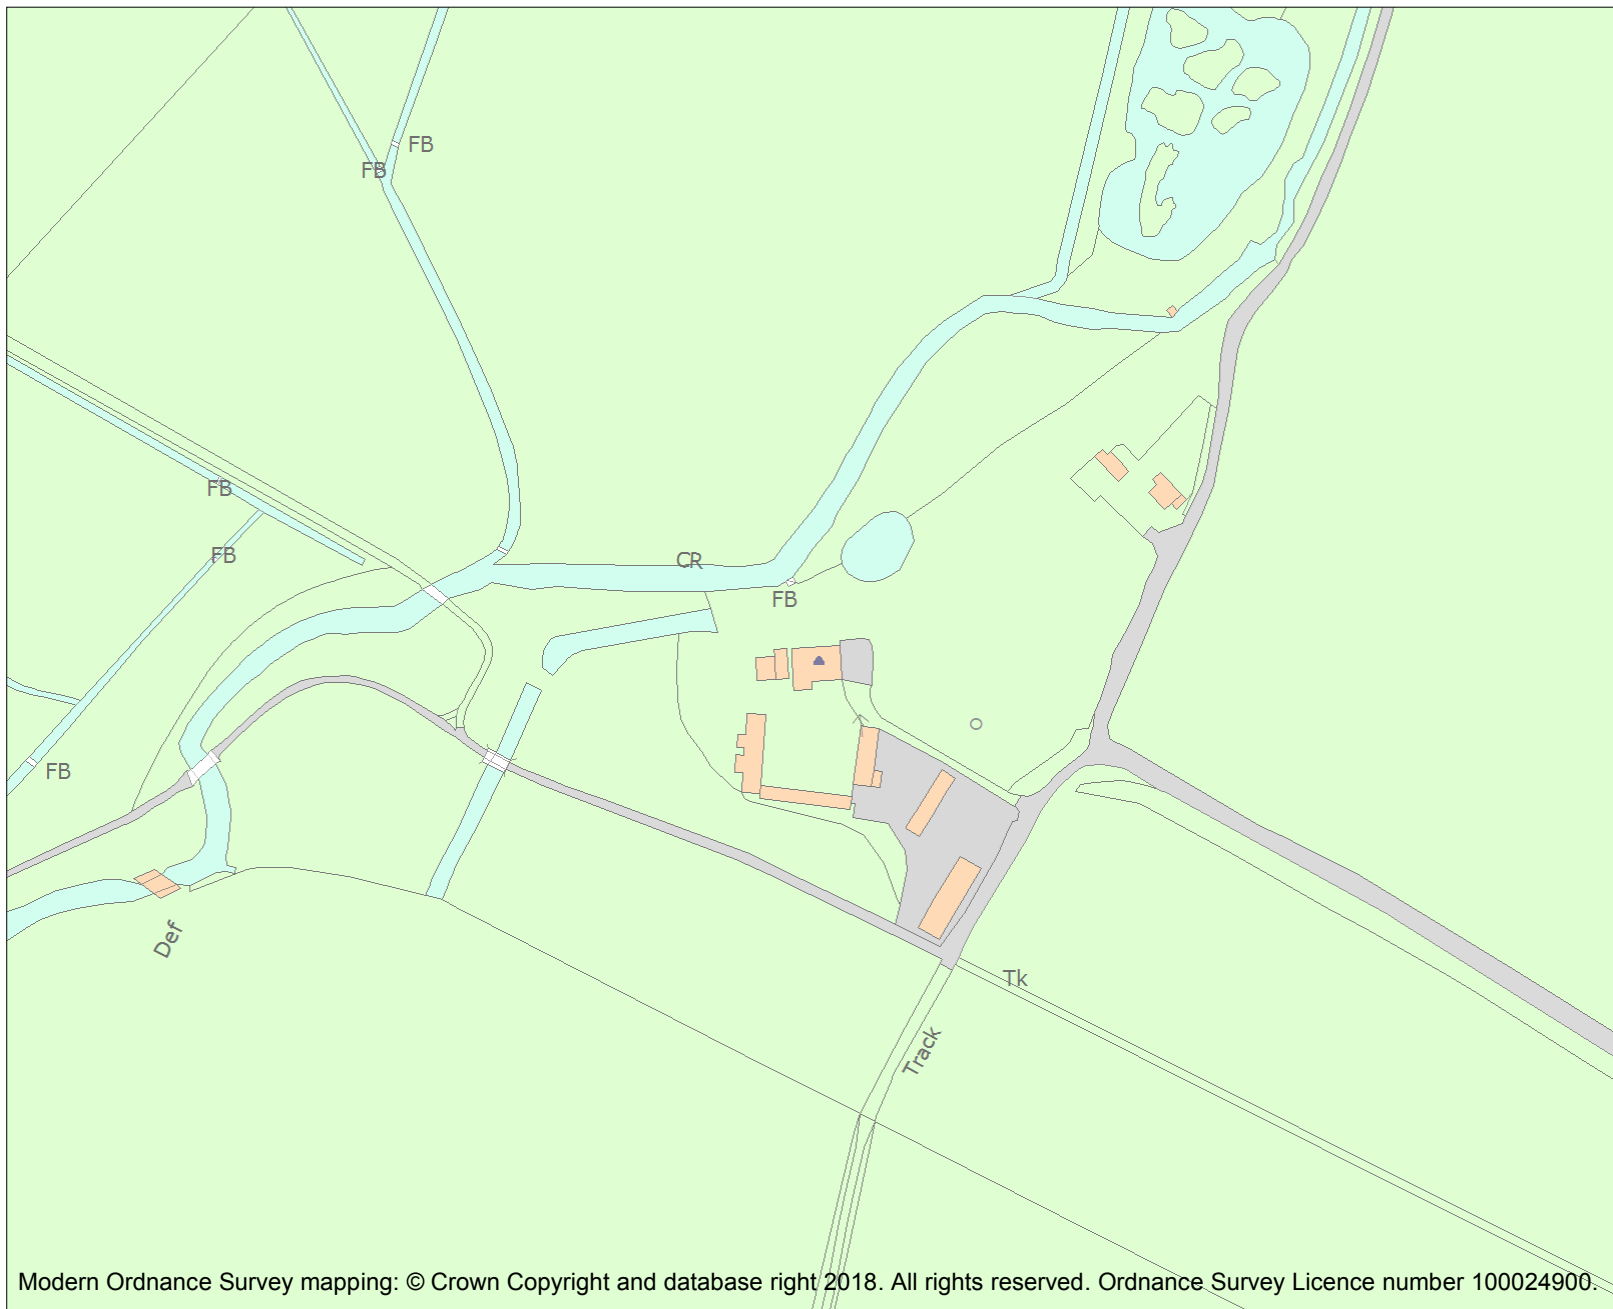 FB
FB
FB
FB
CR
FB
FB
Def
Tk
Track
Modern Ordnance Survey mapping: © Crown Copyright and database right 2018. All rights reserved. Ordnance Survey Licence number 100024900.